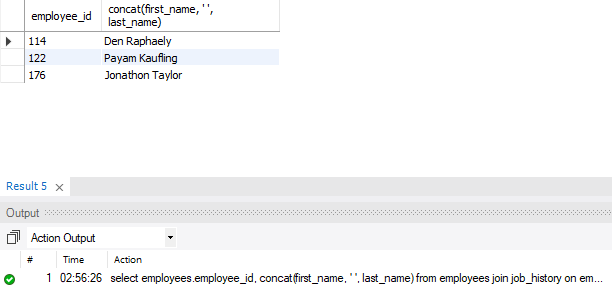 employee_id concat(first_name, ' ',
last_name)
114 Den Raphaely
122 Payam Kaufling
176 Jonathon Taylor
Result 5
Output
Action Output
# Time Action
1 02:56:26 select employees.employee_id, concat(first_name, ' ', last_name) from employees join job_history on em...